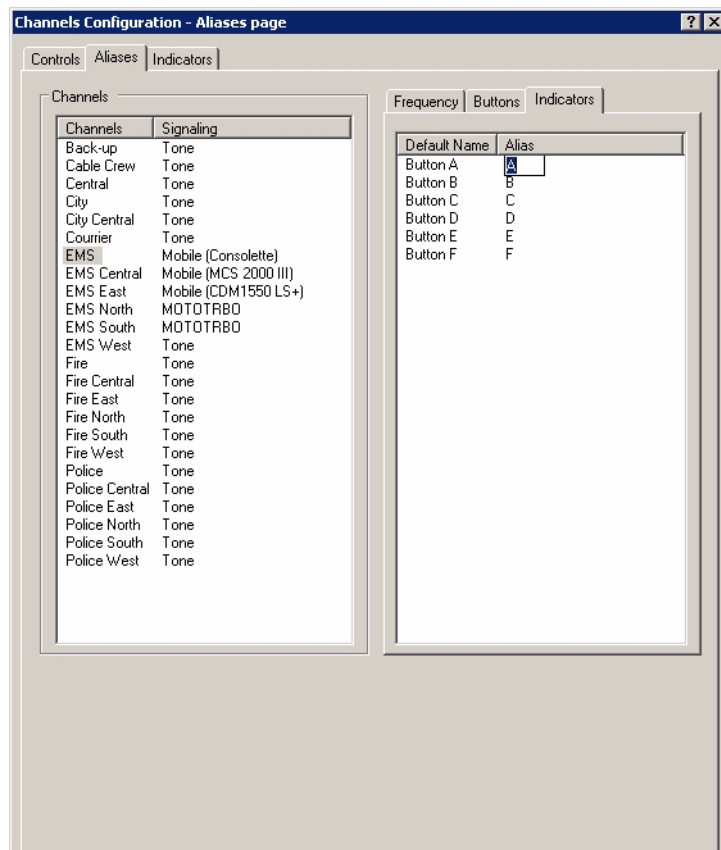 Channels Configuration - Aliases page
? X
Controls Aliases Indicators
Channels
Channels Signaling
Back-up Tone
Cable Crew Tone
Central Tone
City Tone
City Central Tone
Courrier Tone
EMS Mobile (Consolette)
EMS Central Mobile (MCS 2000 III)
EMS East Mobile (CDM1550 LS+)
EMS North MOTOTRBO
EMS South MOTOTRBO
EMS West Tone
Fire Tone
Fire Central Tone
Fire East Tone
Fire North Tone
Fire South Tone
Fire West Tone
Police Tone
Police Central Tone
Police East Tone
Police North Tone
Police South Tone
Police West Tone
Frequency Buttons Indicators
Default Name Alias
Button A A
Button B B
Button C C
Button D D
Button E E
Button F F